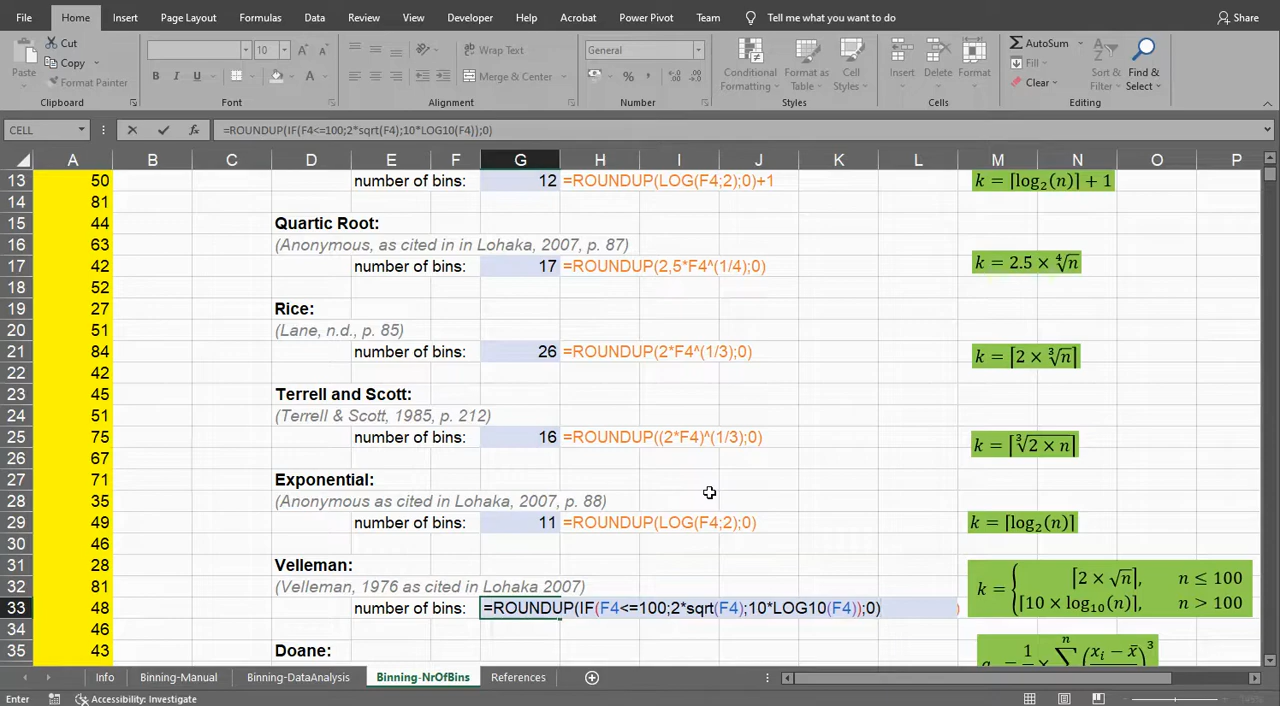 File Home Insert Page Layout Formulas Data Review View Developer Help Acrobat Power Pivot Team Tell me what you want to do Share
Cut
Copy
Format Painter
Paste
10
Wrap Text
Merge & Center
General
Conditional Formatting
Format as Table
Cell Styles
Insert Delete Format
AutoSum
Fill
Clear
Sort & Filter
Find & Select
Clipboard Font Alignment Number Styles Cells Editing
CELL fx =ROUNDUP(IF(F4<=100;2*sqrt(F4);10*LOG10(F4));0)
A B C D E F G H I J K L M N O P
13 50 number of bins: 12 =ROUNDUP(LOG(F4;2);0)+1 k = ⌈log₂(n)⌉ + 1
14 81
15 44 Quartic Root:
16 63 (Anonymous, as cited in in Lohaka, 2007, p. 87)
17 42 number of bins: 17 =ROUNDUP(2,5*F4^(1/4);0) k = 2.5 × ∜n
18 52
19 27 Rice:
20 51 (Lane, n.d., p. 85)
21 84 number of bins: 26 =ROUNDUP(2*F4^(1/3);0) k = ⌈2 × ∛n⌉
22 42
23 45 Terrell and Scott:
24 51 (Terrell & Scott, 1985, p. 212)
25 75 number of bins: 16 =ROUNDUP((2*F4)^(1/3);0) k = ⌈∛2 × n⌉
26 67
27 71 Exponential:
28 35 (Anonymous as cited in Lohaka, 2007, p. 88)
29 49 number of bins: 11 =ROUNDUP(LOG(F4;2);0) k = ⌈log₂(n)⌉
30 46
31 28 Velleman:
32 81 (Velleman, 1976 as cited in Lohaka 2007)
33 48 number of bins: =ROUNDUP(IF(F4<=100;2*sqrt(F4);10*LOG10(F4));0) )
k = { ⌈2 × √n⌉, n ≤ 100
⌈10 × log₁₀(n)⌉, n > 100
34 46
35 43 Doane:
Info Binning-Manual Binning-DataAnalysis Binning-NrOfBins References
Enter Accessibility: Investigate